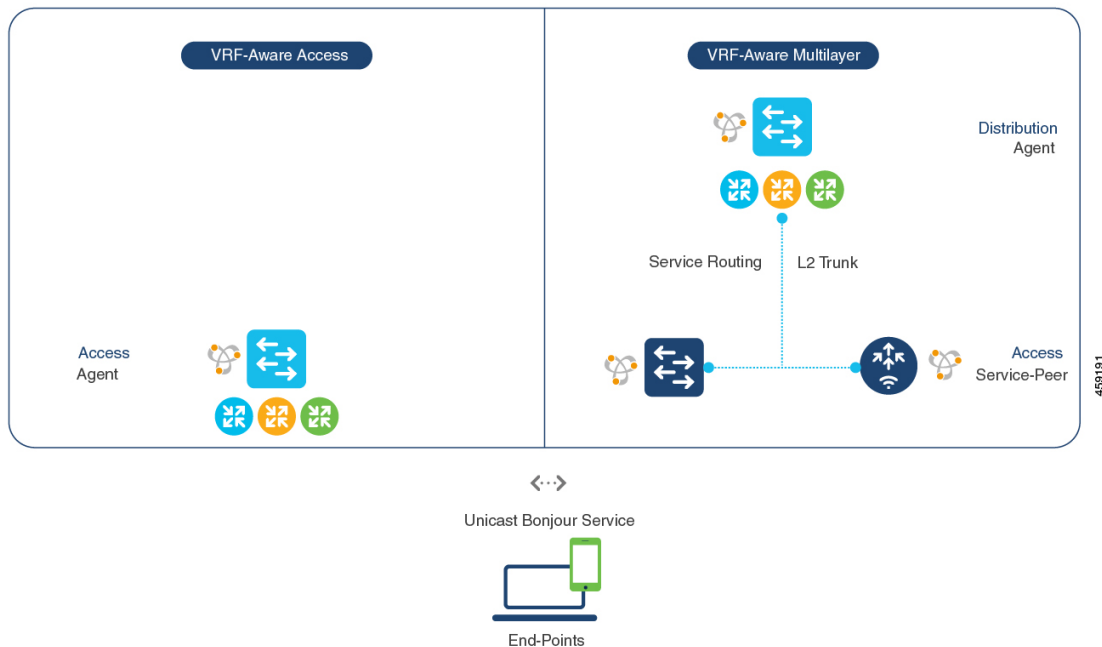 VRF-Aware Access
VRF-Aware Multilayer
Distribution
Agent
Service Routing
L2 Trunk
Access
Agent
Access
Service-Peer
459191
Unicast Bonjour Service
End-Points